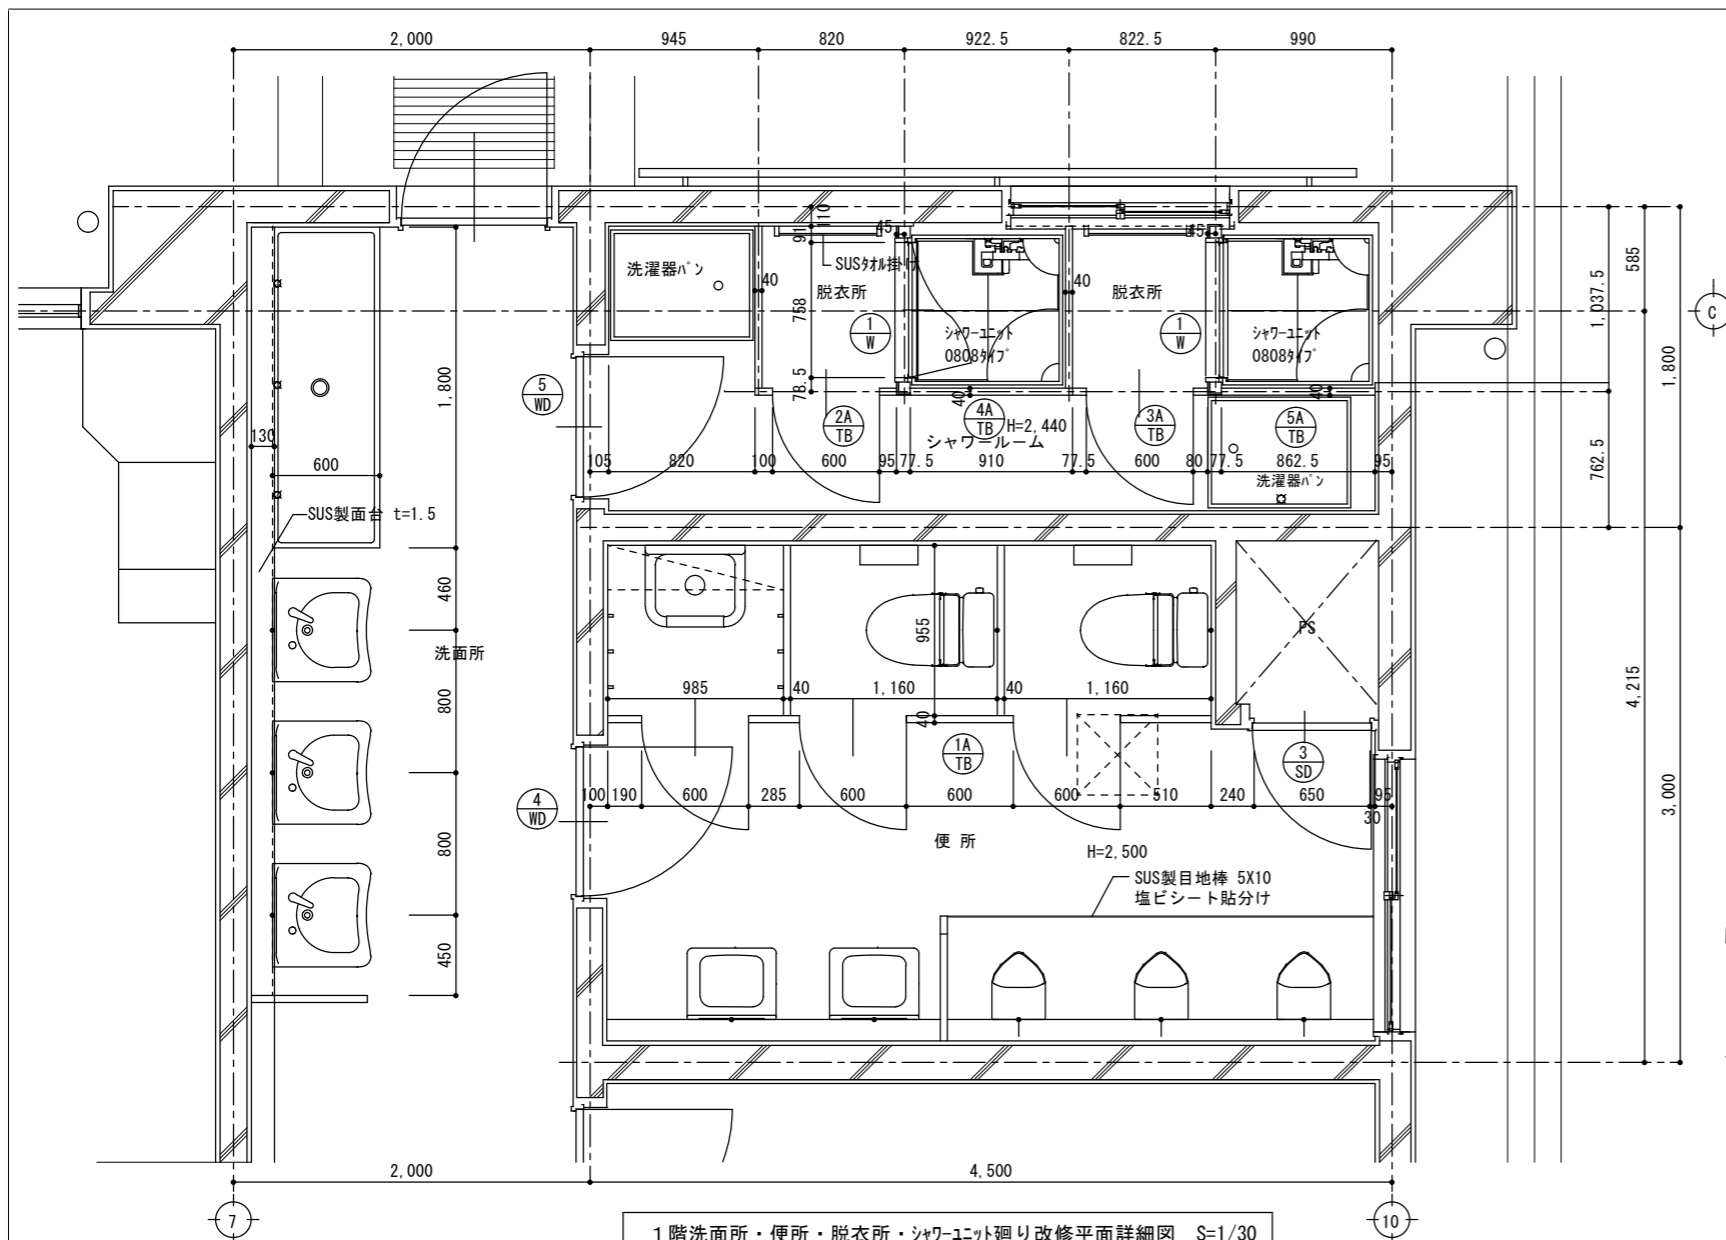 2,000
945
820
922.5
822.5
990
110
91
45
45
585
1,037.5
C
洗濯器パン
SUSタオル掛け
40
脱衣所
40
脱衣所
758
1
W
シャワーユニット
0808タイプ
1
W
シャワーユニット
0808タイプ
1,800
1,800
5
WD
78.5
40
40
2A
TB
4A
TB
H=2,440
シャワールーム
3A
TB
5A
TB
762.5
130
600
105
820
100
600
95
77.5
910
77.5
600
80
77.5
862.5
95
洗濯器パン
SUS製面台 t=1.5
460
洗面所
955
PS
800
985
40
1,160
40
1,160
40
4,215
1A
TB
3
SD
4
WD
100
190
600
285
600
600
600
510
240
650
95
30
3,000
800
便 所
H=2,500
SUS製目地棒 5X10
塩ビシート貼分け
450
2,000
4,500
7
10
1階洗面所・便所・脱衣所・シャワーユニット廻り改修平面詳細図 S=1/30